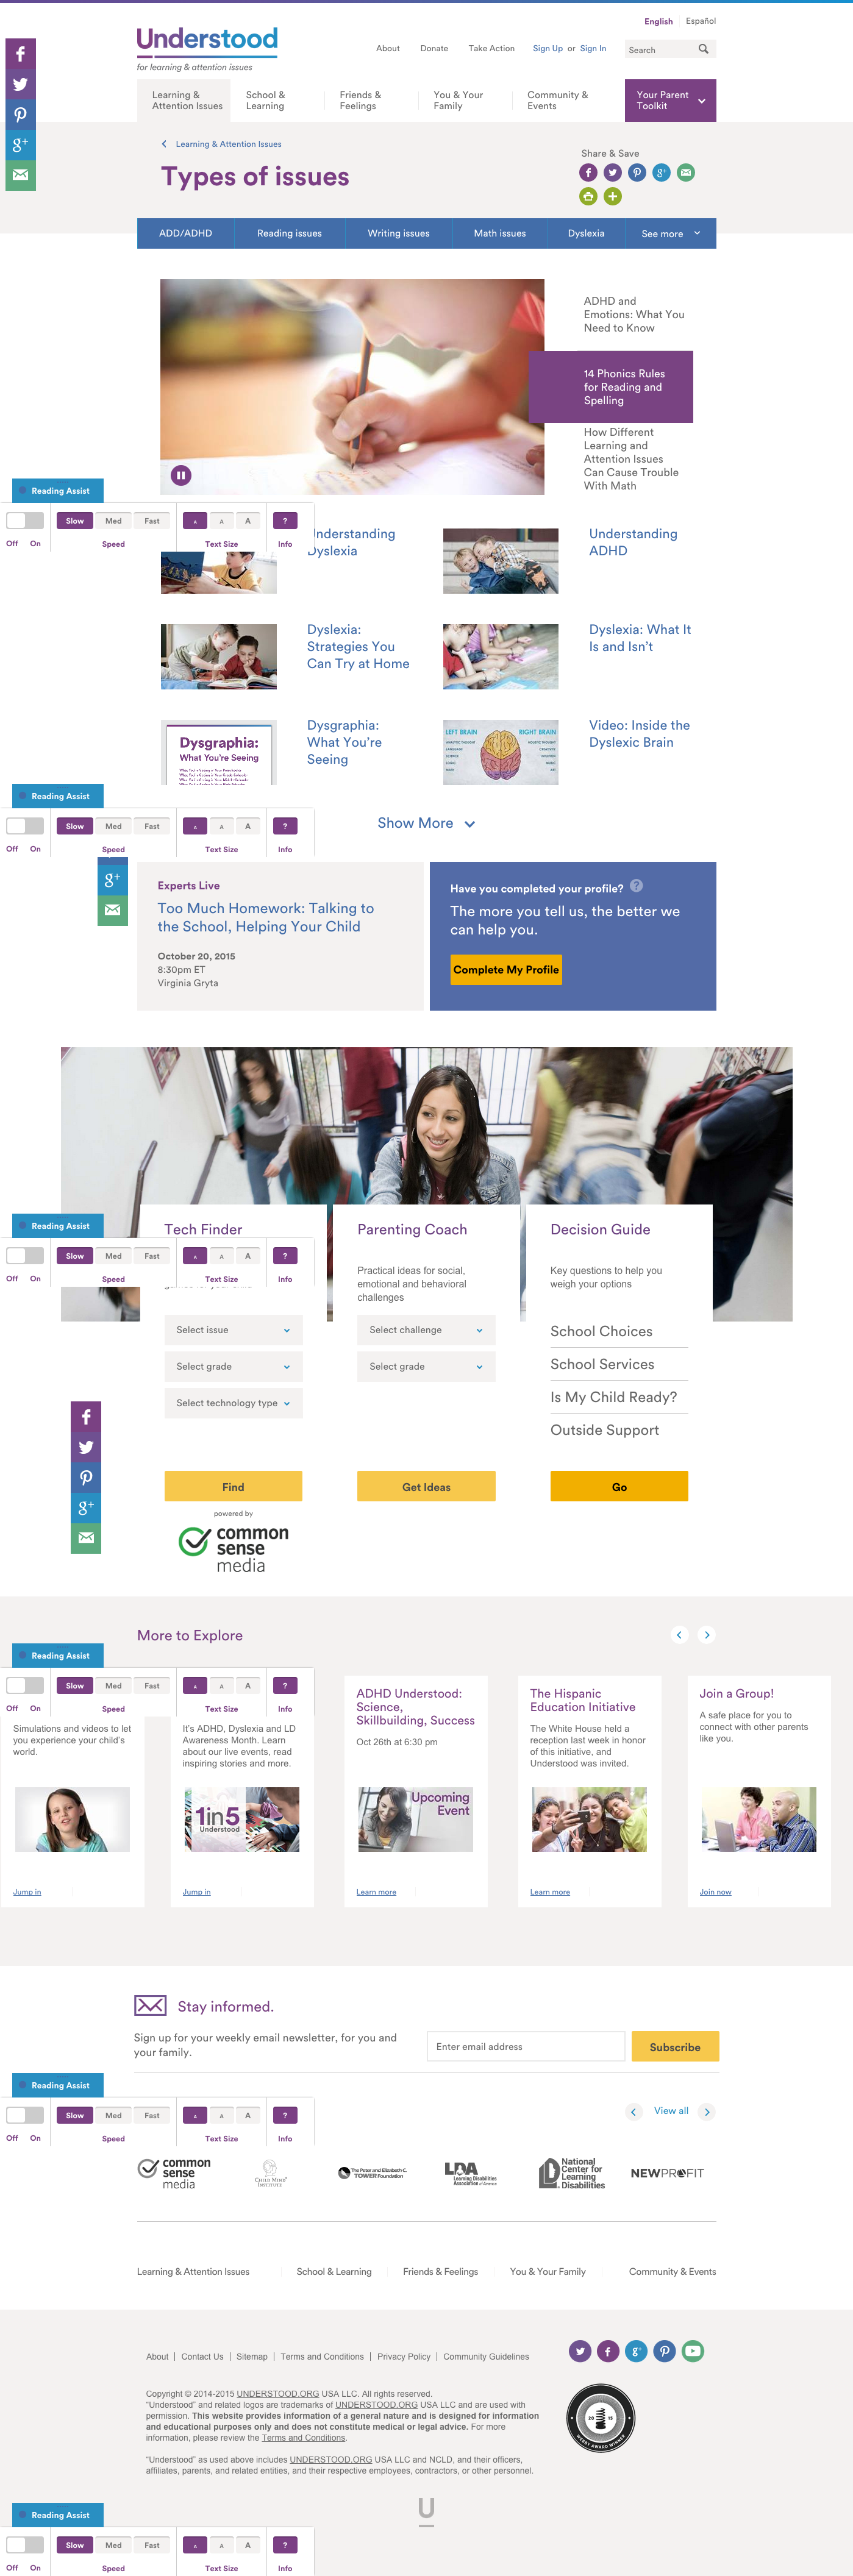 English
Español
Understood
for learning & attention issues
About
Donate
Take Action
Sign Up or Sign In
Search
Learning &
Attention Issues
School &
Learning
Friends &
Feelings
You & Your
Family
Community &
Events
Your Parent
Toolkit
Learning & Attention Issues
Types of issues
Share & Save
ADD/ADHD
Reading issues
Writing issues
Math issues
Dyslexia
See more
ADHD and
Emotions: What You
Need to Know
14 Phonics Rules
for Reading and
Spelling
How Different
Learning and
Attention Issues
Can Cause Trouble
With Math
Reading Assist
Slow Med Fast A A A ?
Off On Speed Text Size Info
Understanding
Dyslexia
Understanding
ADHD
Dyslexia:
Strategies You
Can Try at Home
Dyslexia: What It
Is and Isn't
Dysgraphia:
What You're Seeing
Dysgraphia:
What You're
Seeing
LEFT BRAIN
RIGHT BRAIN
Video: Inside the
Dyslexic Brain
Reading Assist
Slow Med Fast A A A ?
Off On Speed Text Size Info
Show More
g+
Experts Live
Too Much Homework: Talking to
the School, Helping Your Child
October 20, 2015
8:30pm ET
Virginia Gryta
Have you completed your profile? ?
The more you tell us, the better we
can help you.
Complete My Profile
Reading Assist
Slow Med Fast A A A ?
Off On Speed Text Size Info
Tech Finder
Select issue
Select grade
Select technology type
Find
powered by
common
sense
media
Parenting Coach
Practical ideas for social,
emotional and behavioral
challenges
Select challenge
Select grade
Get Ideas
Decision Guide
Key questions to help you
weigh your options
School Choices
School Services
Is My Child Ready?
Outside Support
Go
g+
More to Explore
Reading Assist
Slow Med Fast A A A ?
Off On Speed Text Size Info
Simulations and videos to let
you experience your child's
world.
Jump in
It's ADHD, Dyslexia and LD
Awareness Month. Learn
about our live events, read
inspiring stories and more.
1in5
Understood
Jump in
ADHD Understood:
Science,
Skillbuilding, Success
Oct 26th at 6:30 pm
Upcoming
Event
Learn more
The Hispanic
Education Initiative
The White House held a
reception last week in honor
of this initiative, and
Understood was invited.
Learn more
Join a Group!
A safe place for you to
connect with other parents
like you.
Join now
Stay informed.
Sign up for your weekly email newsletter, for you and
your family.
Enter email address
Subscribe
Reading Assist
Slow Med Fast A A A ?
Off On Speed Text Size Info
View all
common
sense
media
CHILD MIND
INSTITUTE
The Peter and Elizabeth C.
TOWER Foundation
LDA
Learning Disabilities
Association of America
National
Center for
Learning
Disabilities
NEWPROFIT
Learning & Attention Issues
School & Learning
Friends & Feelings
You & Your Family
Community & Events
About | Contact Us | Sitemap | Terms and Conditions | Privacy Policy | Community Guidelines
Copyright © 2014-2015 UNDERSTOOD.ORG USA LLC. All rights reserved.
"Understood" and related logos are trademarks of UNDERSTOOD.ORG USA LLC and are used with
permission. This website provides information of a general nature and is designed for information
and educational purposes only and does not constitute medical or legal advice. For more
information, please review the Terms and Conditions.
"Understood" as used above includes UNDERSTOOD.ORG USA LLC and NCLD, and their officers,
affiliates, parents, and related entities, and their respective employees, contractors, or other personnel.
20 15
WEBBY AWARD WINNER
U
Reading Assist
Slow Med Fast A A A ?
Off On Speed Text Size Info